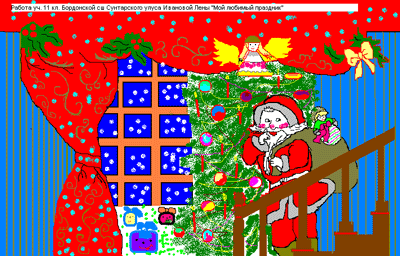 Работа уч. 11 кл. Бордонской сш Сунтарского улуса Ивановой Лены "Мой любимый праздник"